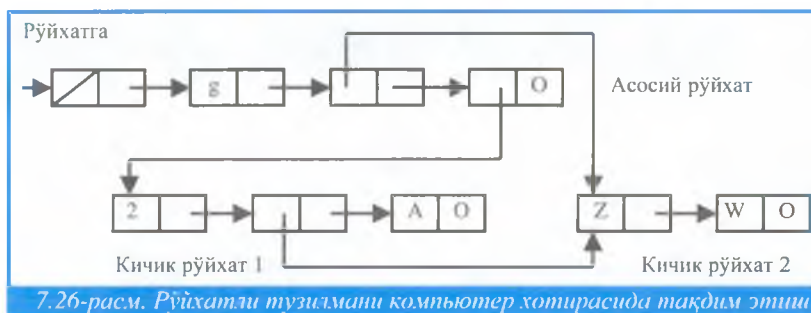 Рўйхатга
g O Асосий рўйхат
2 A O Z W O
Кичик рўйхат 1 Кичик рўйхат 2
7.26-расм. Рўйхатли тузилмани компьютер хотирасида тақдим этиш